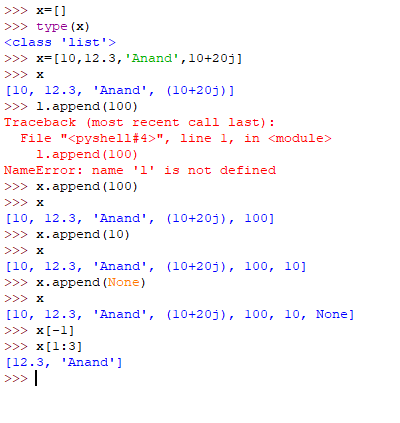 >>> x=[]
>>> type(x)
<class 'list'>
>>> x=[10,12.3,'Anand',10+20j]
>>> x
[10, 12.3, 'Anand', (10+20j)]
>>> l.append(100)
Traceback (most recent call last):
  File "<pyshell#4>", line 1, in <module>
    l.append(100)
NameError: name 'l' is not defined
>>> x.append(100)
>>> x
[10, 12.3, 'Anand', (10+20j), 100]
>>> x.append(10)
>>> x
[10, 12.3, 'Anand', (10+20j), 100, 10]
>>> x.append(None)
>>> x
[10, 12.3, 'Anand', (10+20j), 100, 10, None]
>>> x[-1]
>>> x[1:3]
[12.3, 'Anand']
>>>